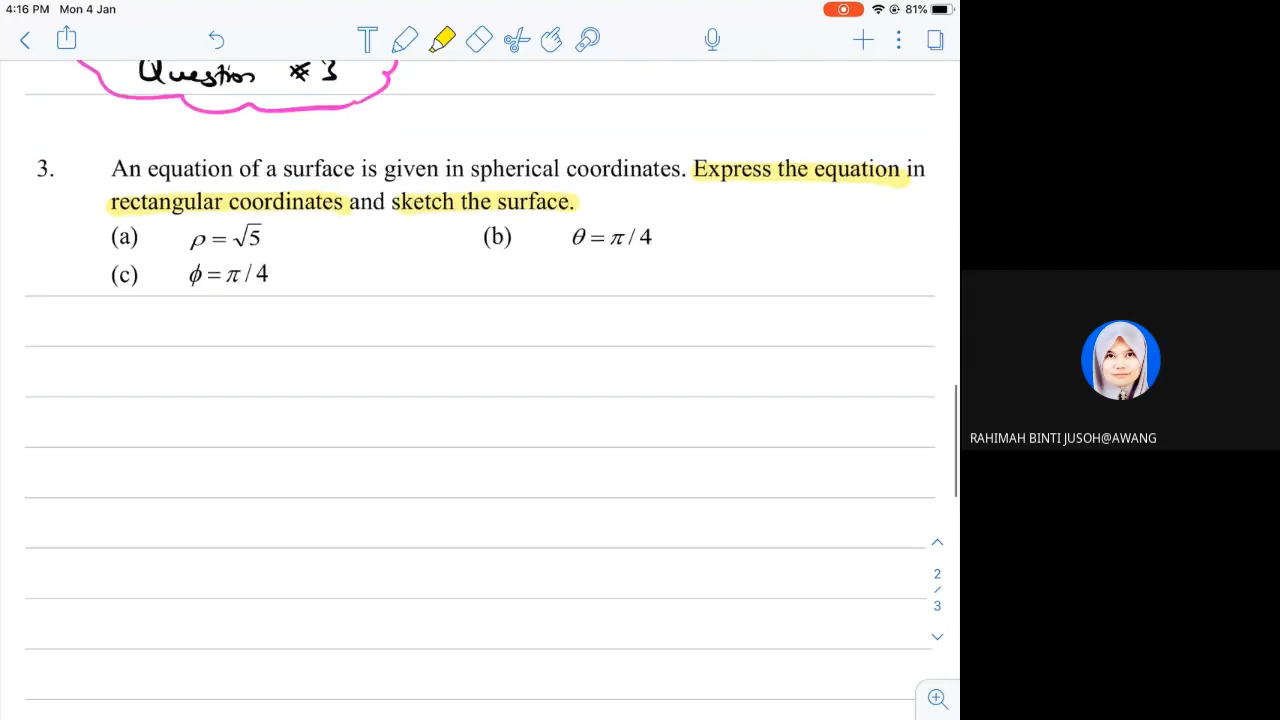 4:16 PM Mon 4 Jan
81%
Question # 3
3. An equation of a surface is given in spherical coordinates. Express the equation in
rectangular coordinates and sketch the surface.
(a) ρ = √5 (b) θ = π / 4
(c) ϕ = π / 4
RAHIMAH BINTI JUSOH@AWANG
2
/
3